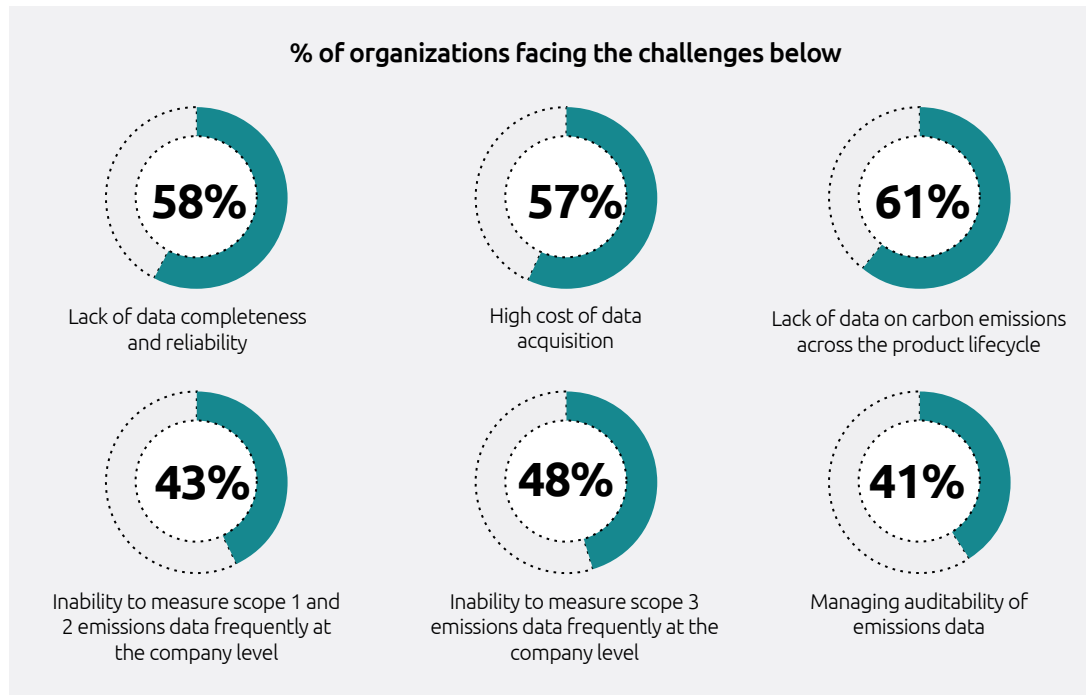 % of organizations facing the challenges below
58%
Lack of data completeness
and reliability
57%
High cost of data
acquisition
61%
Lack of data on carbon emissions
across the product lifecycle
43%
Inability to measure scope 1 and
2 emissions data frequently at
the company level
48%
Inability to measure scope 3
emissions data frequently at the
company level
41%
Managing auditability of
emissions data